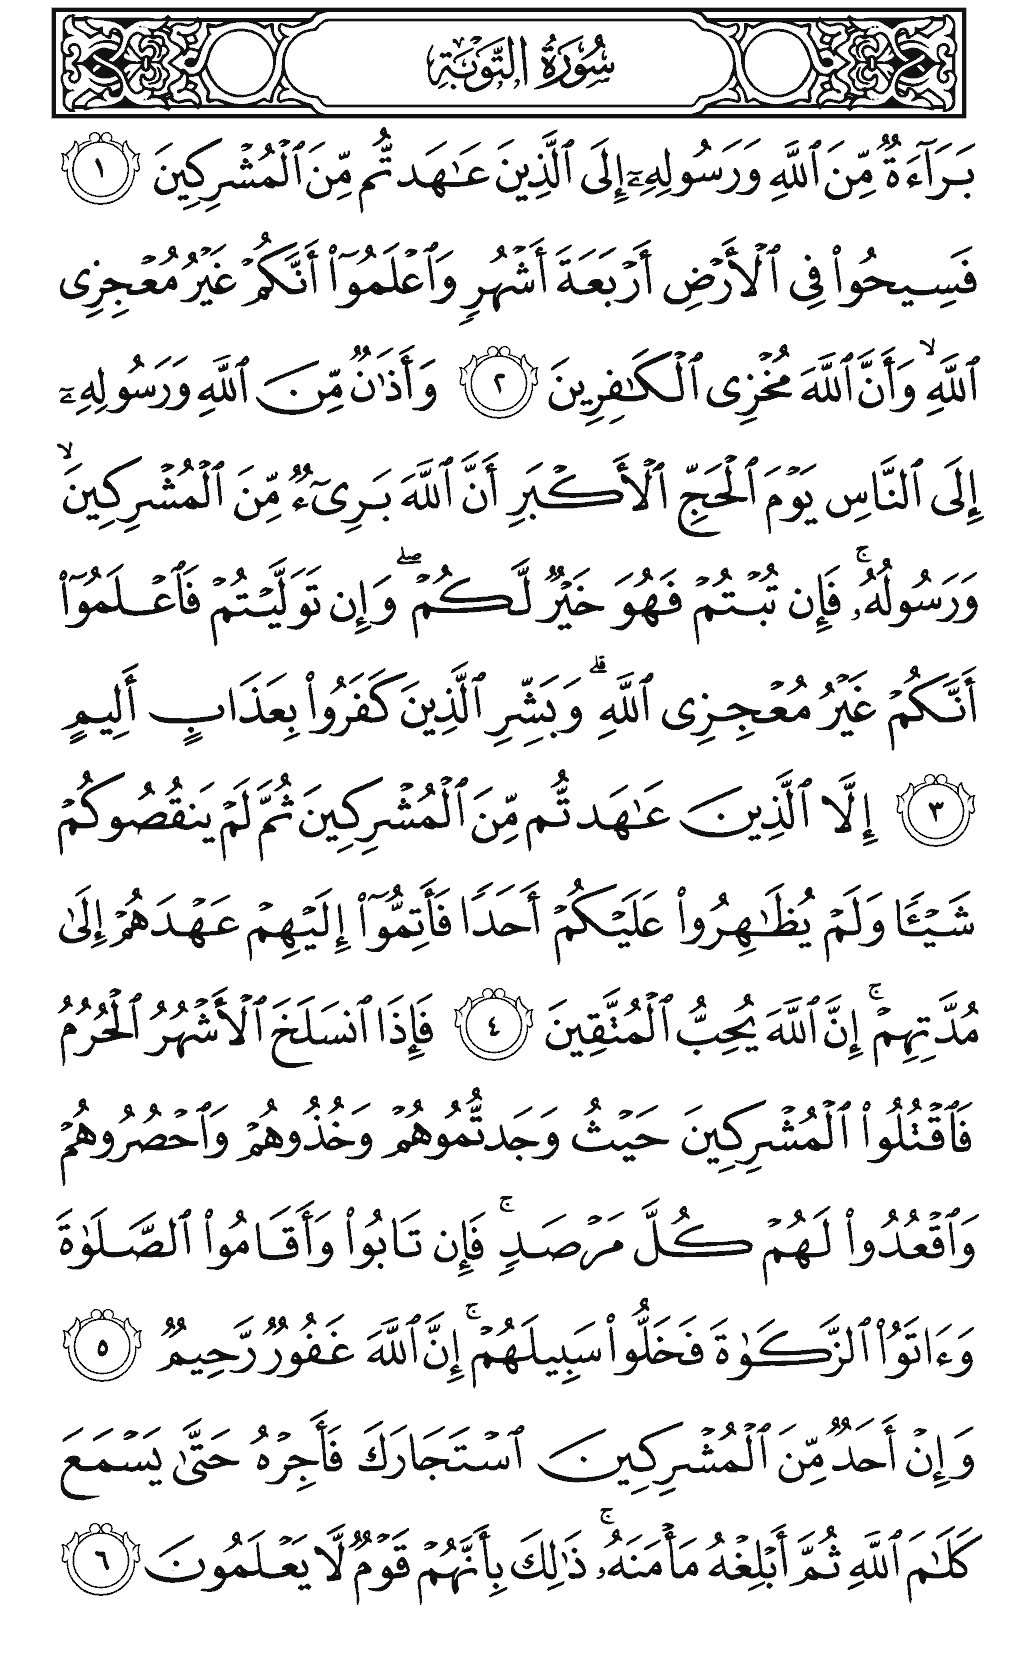 سُورَةُ التَّوْبَةِ
بَرَآءَةٌ مِّنَ ٱللَّهِ وَرَسُولِهِۦٓ إِلَى ٱلَّذِينَ عَٰهَدتُّم مِّنَ ٱلْمُشْرِكِينَ ١
فَسِيحُوا۟ فِى ٱلْأَرْضِ أَرْبَعَةَ أَشْهُرٍ وَٱعْلَمُوٓا۟ أَنَّكُمْ غَيْرُ مُعْجِزِى
ٱللَّهِ ۙ وَأَنَّ ٱللَّهَ مُخْزِى ٱلْكَٰفِرِينَ ٢ وَأَذَٰنٌ مِّنَ ٱللَّهِ وَرَسُولِهِۦٓ
إِلَى ٱلنَّاسِ يَوْمَ ٱلْحَجِّ ٱلْأَكْبَرِ أَنَّ ٱللَّهَ بَرِىٓءٌ مِّنَ ٱلْمُشْرِكِينَ ۙ
وَرَسُولُهُۥ ۚ فَإِن تُبْتُمْ فَهُوَ خَيْرٌ لَّكُمْ ۖ وَإِن تَوَلَّيْتُمْ فَٱعْلَمُوٓا۟
أَنَّكُمْ غَيْرُ مُعْجِزِى ٱللَّهِ ۗ وَبَشِّرِ ٱلَّذِينَ كَفَرُوا۟ بِعَذَابٍ أَلِيمٍ
٣ إِلَّا ٱلَّذِينَ عَٰهَدتُّم مِّنَ ٱلْمُشْرِكِينَ ثُمَّ لَمْ يَنقُصُوكُمْ
شَيْـًٔا وَلَمْ يُظَٰهِرُوا۟ عَلَيْكُمْ أَحَدًا فَأَتِمُّوٓا۟ إِلَيْهِمْ عَهْدَهُمْ إِلَىٰ
مُدَّتِهِمْ ۚ إِنَّ ٱللَّهَ يُحِبُّ ٱلْمُتَّقِينَ ٤ فَإِذَا ٱنسَلَخَ ٱلْأَشْهُرُ ٱلْحُرُمُ
فَٱقْتُلُوا۟ ٱلْمُشْرِكِينَ حَيْثُ وَجَدتُّمُوهُمْ وَخُذُوهُمْ وَٱحْصُرُوهُمْ
وَٱقْعُدُوا۟ لَهُمْ كُلَّ مَرْصَدٍ ۚ فَإِن تَابُوا۟ وَأَقَامُوا۟ ٱلصَّلَوٰةَ
وَءَاتَوُا۟ ٱلزَّكَوٰةَ فَخَلُّوا۟ سَبِيلَهُمْ ۚ إِنَّ ٱللَّهَ غَفُورٌ رَّحِيمٌ ٥
وَإِنْ أَحَدٌ مِّنَ ٱلْمُشْرِكِينَ ٱسْتَجَارَكَ فَأَجِرْهُ حَتَّىٰ يَسْمَعَ
كَلَٰمَ ٱللَّهِ ثُمَّ أَبْلِغْهُ مَأْمَنَهُۥ ۚ ذَٰلِكَ بِأَنَّهُمْ قَوْمٌ لَّا يَعْلَمُونَ ٦